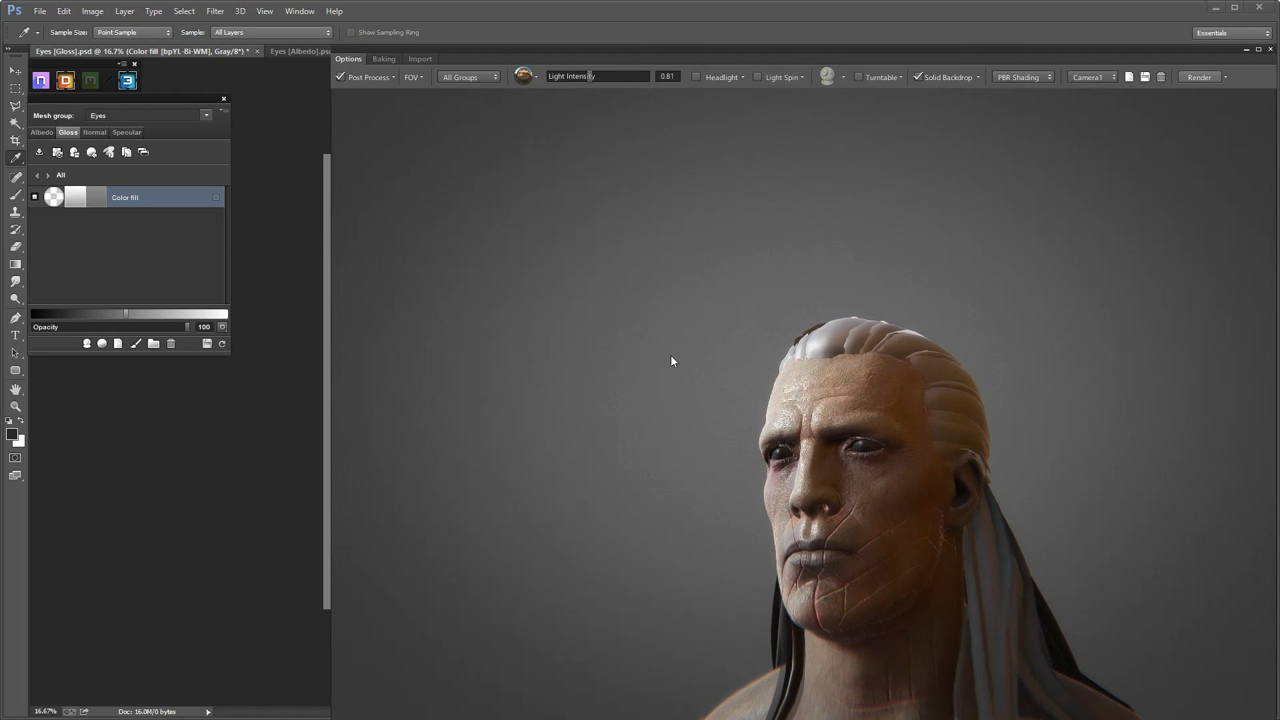 Ps File Edit Image Layer Type Select Filter 3D View Window Help
Sample Size: Point Sample Sample: All Layers Show Sampling Ring Essentials
Eyes [Gloss].psd @ 16.7% (Color fill [bpYL-Bi-WM], Gray/8*) * × Eyes [Albedo].psd
Options Baking Import
Post Process FOV All Groups Light Intensity 0.81 Headlight Light Spin Turntable Solid Backdrop PBR Shading Camera1 Render
Mesh group: Eyes
Albedo Gloss Normal Specular
All
Color fill
Opacity 100
16.67% Doc: 16.0M/0 bytes